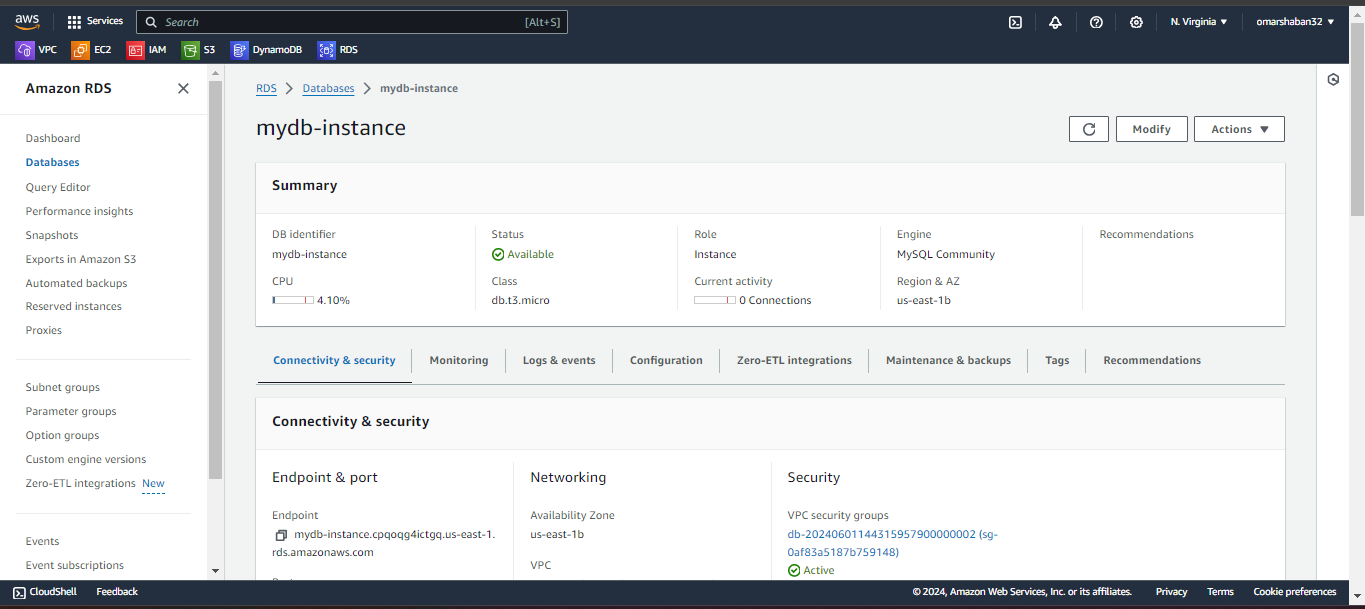 aws
Services
Search [Alt+S]
N. Virginia
omarshaban32
VPC
EC2
IAM
S3
DynamoDB
RDS
Amazon RDS
Dashboard
Databases
Query Editor
Performance insights
Snapshots
Exports in Amazon S3
Automated backups
Reserved instances
Proxies
Subnet groups
Parameter groups
Option groups
Custom engine versions
Zero-ETL integrations New
Events
Event subscriptions
RDS > Databases > mydb-instance
mydb-instance
Modify
Actions
Summary
DB identifier
mydb-instance
CPU
4.10%
Status
Available
Class
db.t3.micro
Role
Instance
Current activity
0 Connections
Engine
MySQL Community
Region & AZ
us-east-1b
Recommendations
Connectivity & security
Monitoring
Logs & events
Configuration
Zero-ETL integrations
Maintenance & backups
Tags
Recommendations
Connectivity & security
Endpoint & port
Endpoint
mydb-instance.cpqoqg4ictgq.us-east-1.
rds.amazonaws.com
Networking
Availability Zone
us-east-1b
VPC
Security
VPC security groups
db-20240601144315957900000002 (sg-
0af83a5187b759148)
Active
CloudShell
Feedback
© 2024, Amazon Web Services, Inc. or its affiliates.
Privacy
Terms
Cookie preferences